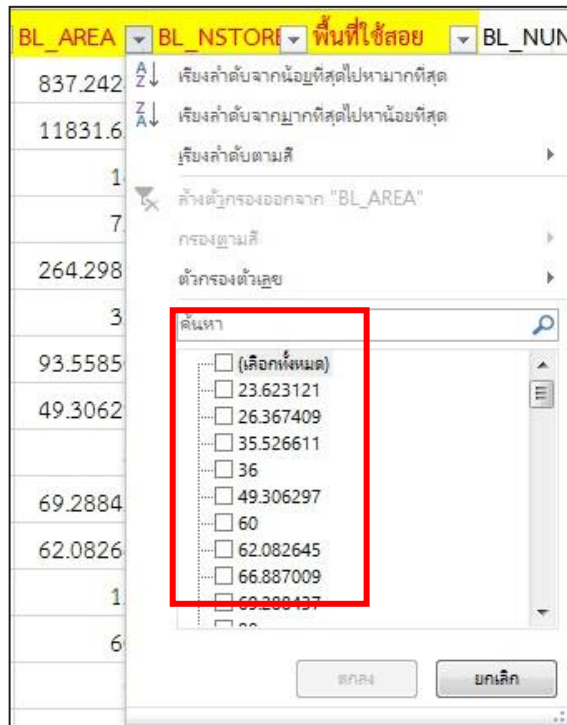 BL_AREA BL_NSTORE พื้นที่ใช้สอย BL_NUN
837.242
11831.6
1
7
264.298
3
93.5585
49.3062
69.2884
62.0826
1
6
เรียงลำดับจากน้อยที่สุดไปหามากที่สุด
เรียงลำดับจากมากที่สุดไปหาน้อยที่สุด
เรียงลำดับตามสี
ล้างตัวกรองออกจาก "BL_AREA"
กรองตามสี
ตัวกรองตัวเลข
ค้นหา
(เลือกทั้งหมด)
23.623121
26.367409
35.526611
36
49.306297
60
62.082645
66.887009
69.288437
ตกลง ยกเลิก